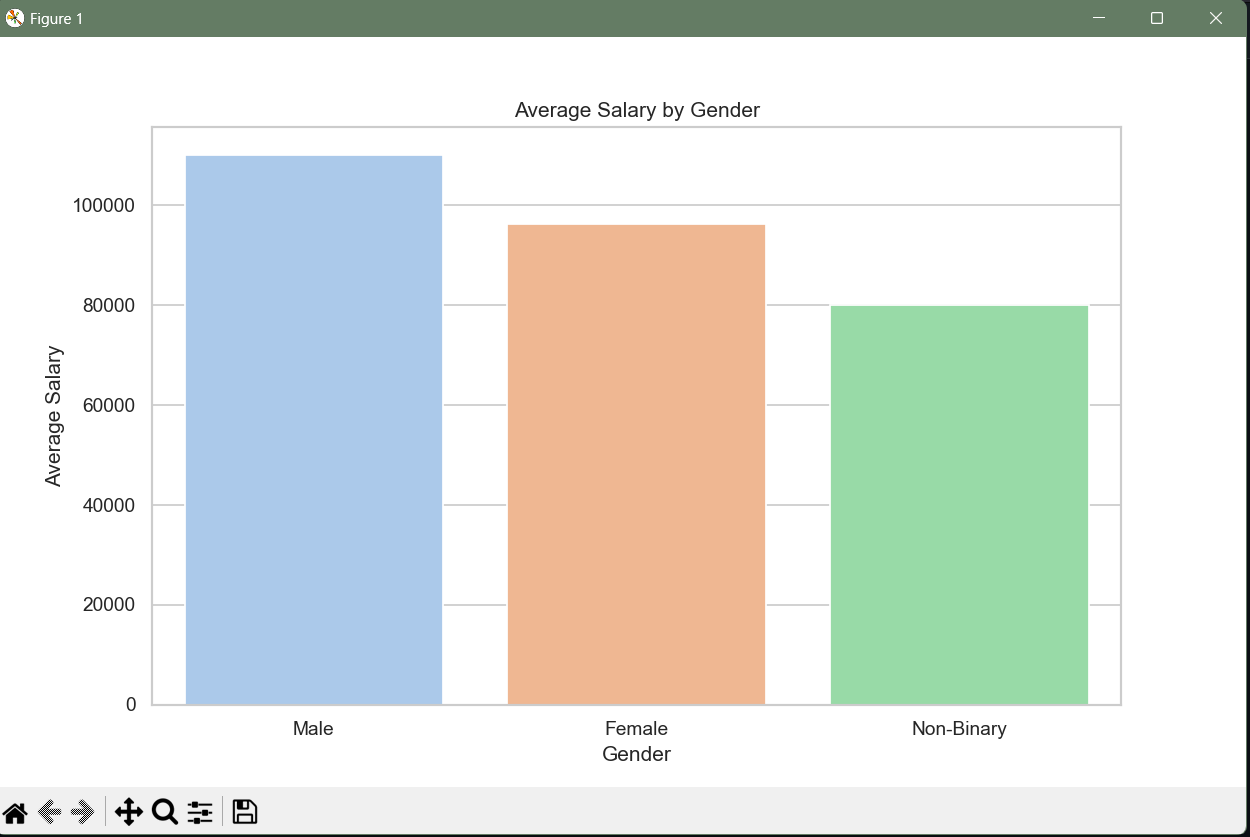 Figure 1
Average Salary by Gender
100000
80000
60000
40000
20000
0
Average Salary
Male Female Non-Binary
Gender